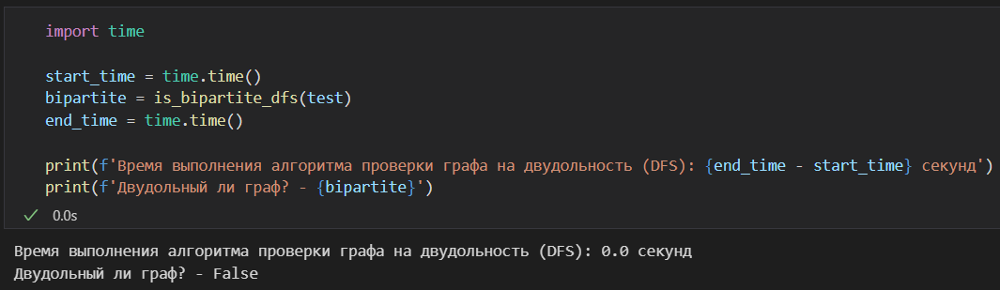 import time
start_time = time.time()
bipartite = is_bipartite_dfs(test)
end_time = time.time()
print(f'Время выполнения алгоритма проверки графа на двудольность (DFS): {end_time - start_time} секунд')
print(f'Двудольный ли граф? - {bipartite}')
0.0s
Время выполнения алгоритма проверки графа на двудольность (DFS): 0.0 секунд
Двудольный ли граф? - False